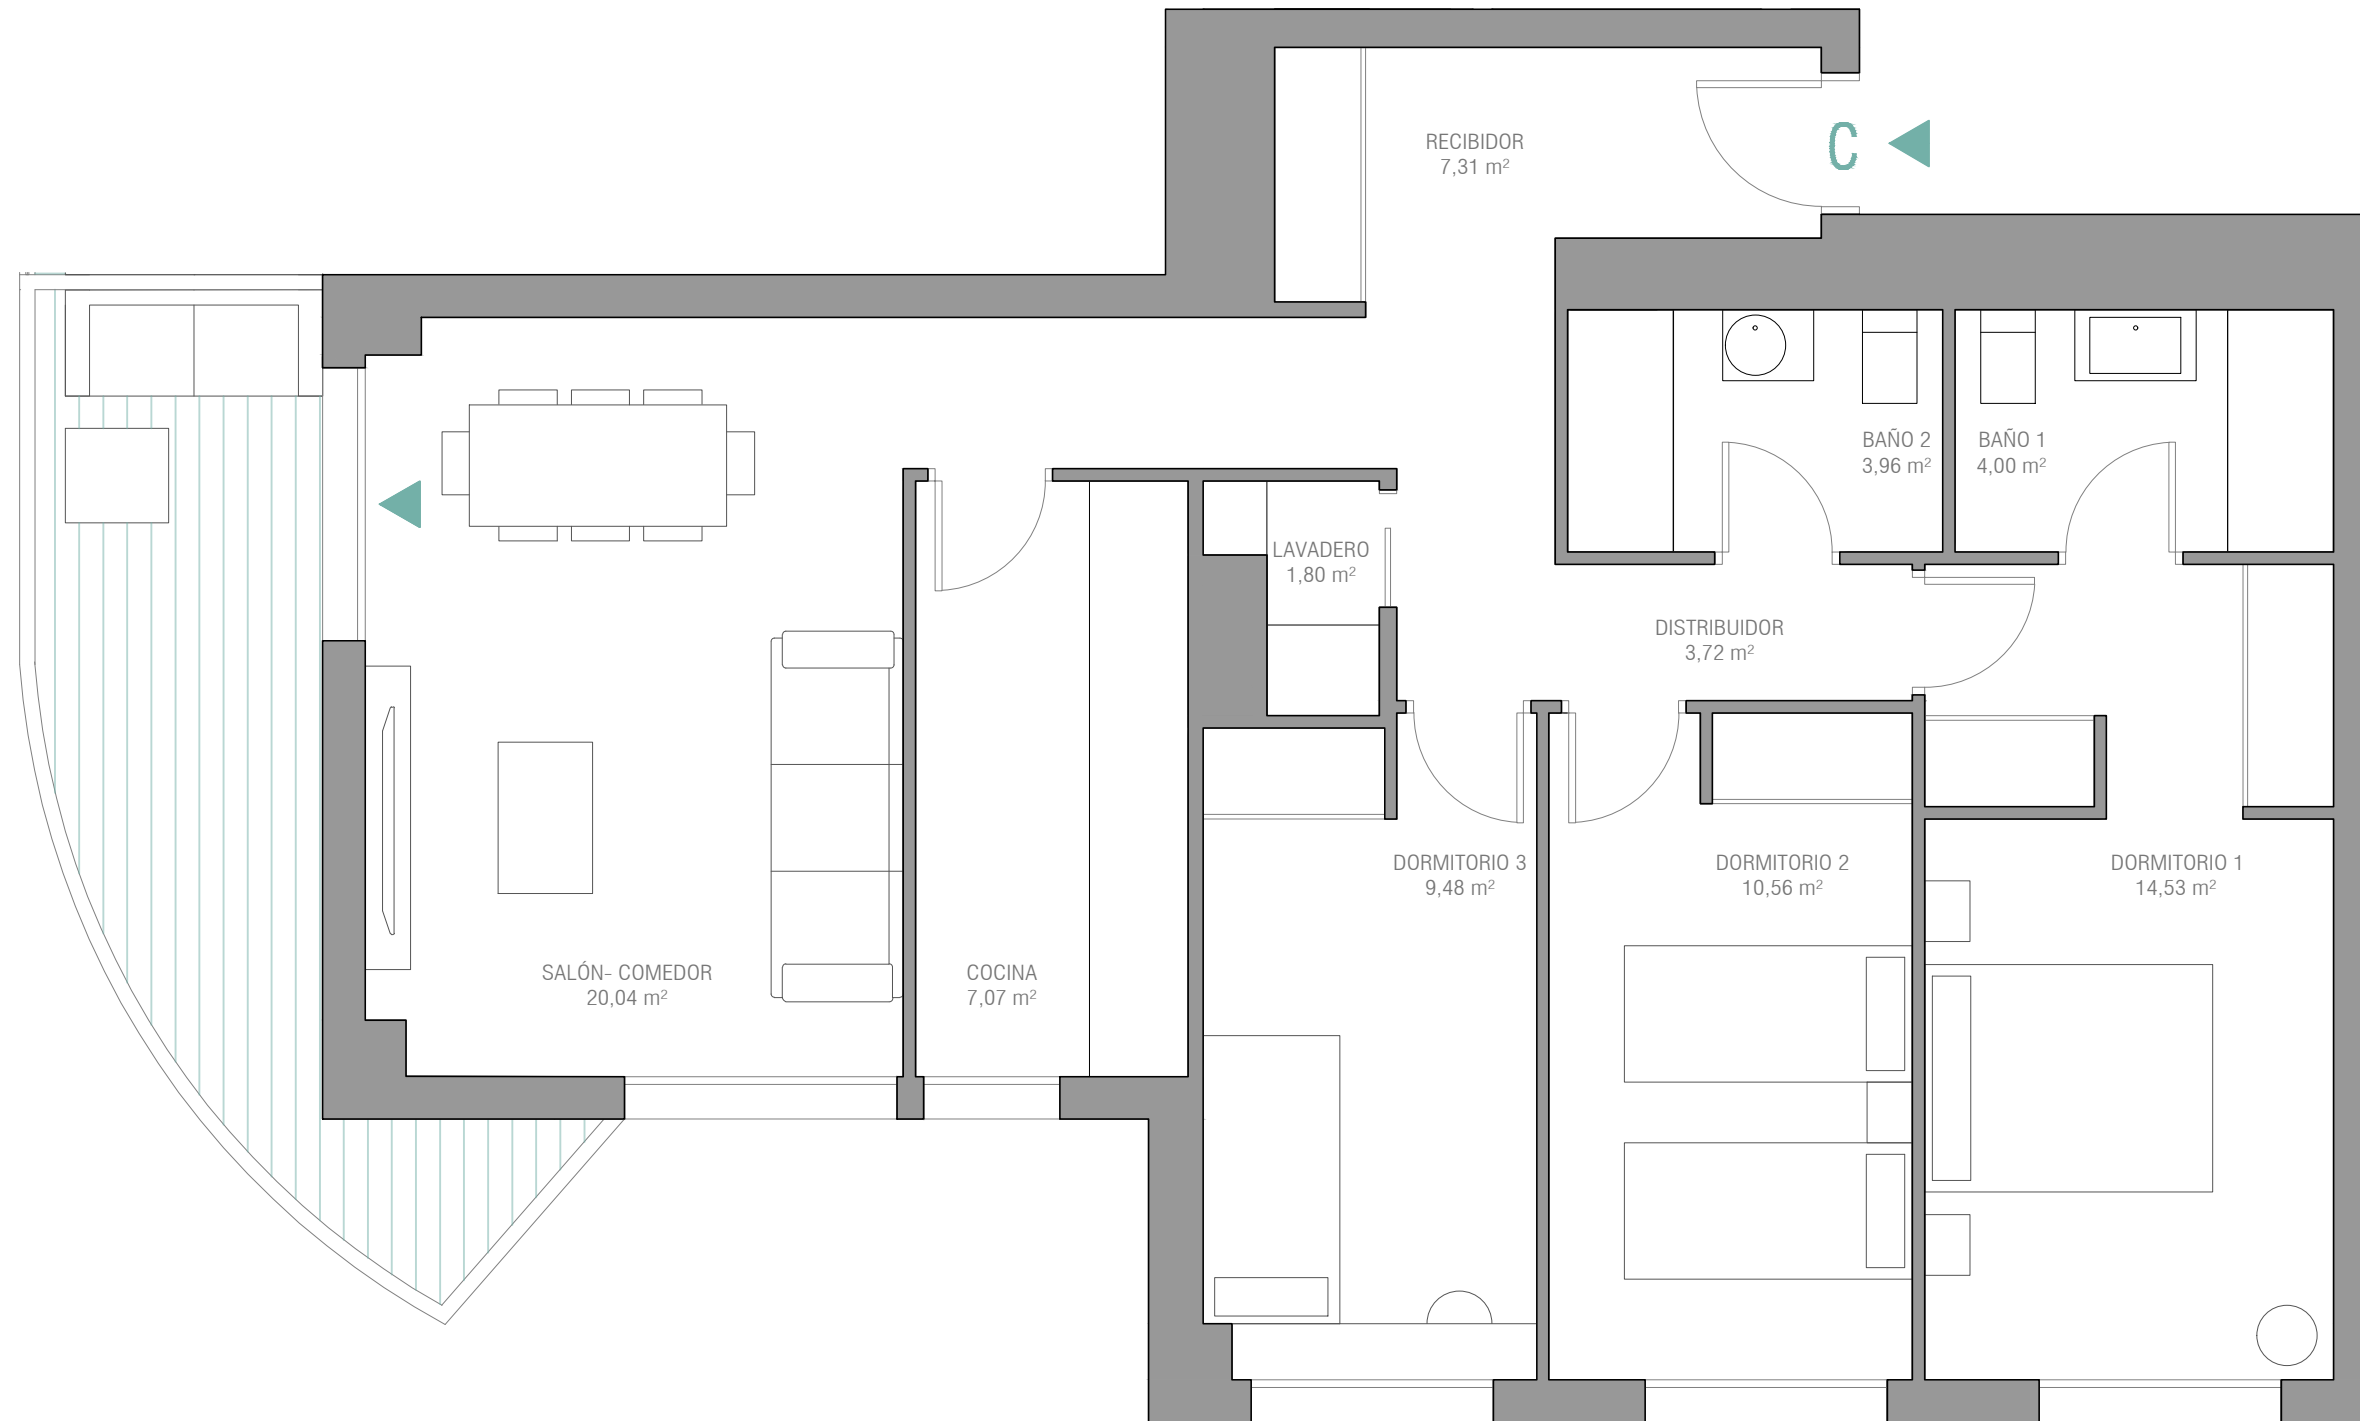 RECIBIDOR
7,31 m²
C
BAÑO 2
3,96 m²
BAÑO 1
4,00 m²
LAVADERO
1,80 m²
DISTRIBUIDOR
3,72 m²
DORMITORIO 3
9,48 m²
DORMITORIO 2
10,56 m²
DORMITORIO 1
14,53 m²
SALÓN- COMEDOR
20,04 m²
COCINA
7,07 m²